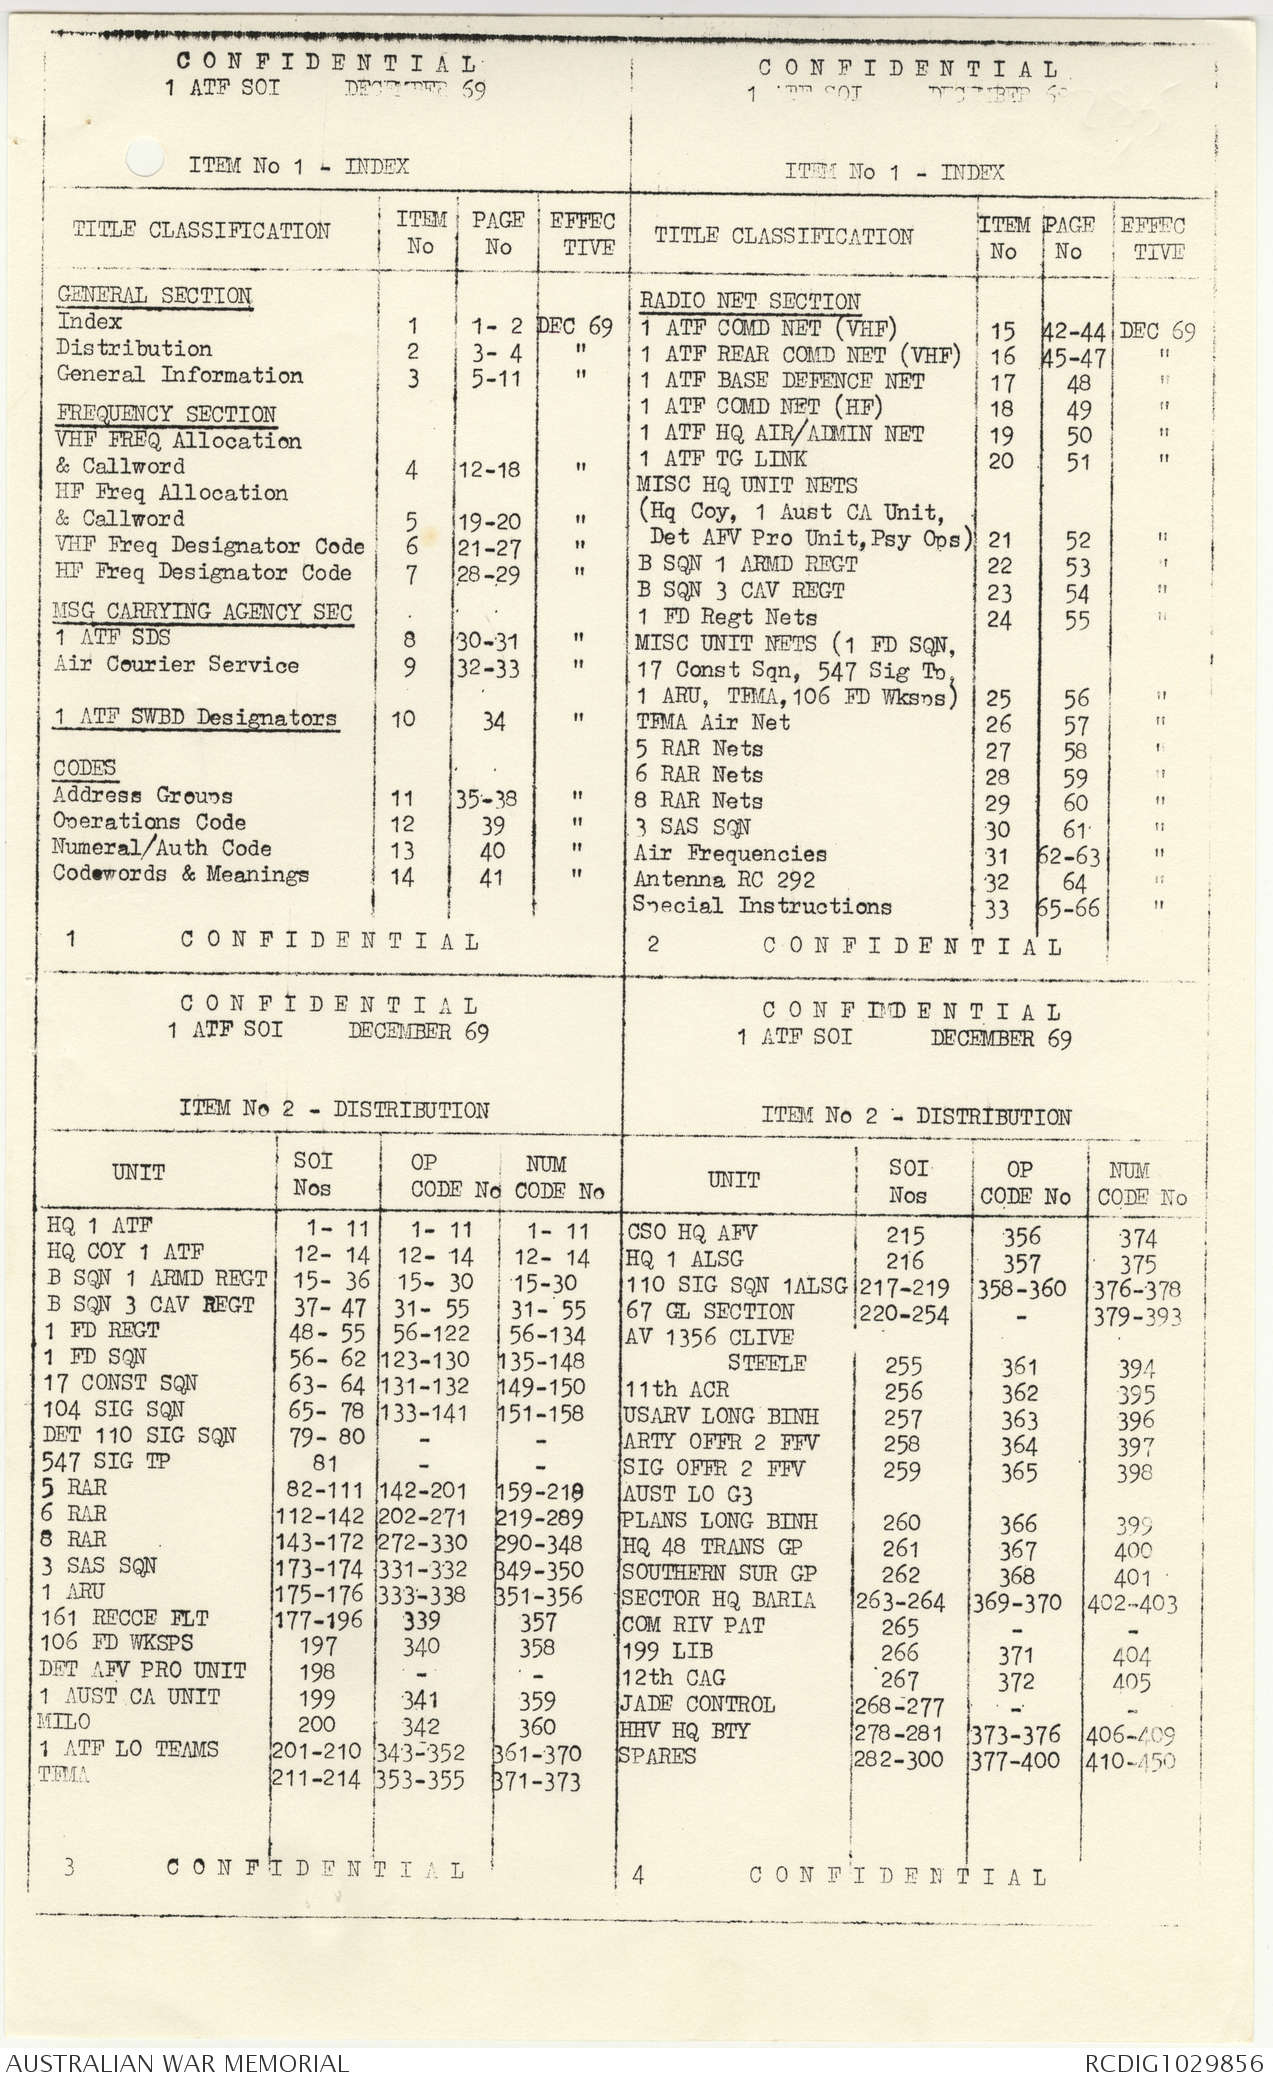 CONFIDENTIAL
1 ATF SOI DECEMBER 69
ITEM No 1 - INDEX
TITLE CLASSIFICATION ITEM PAGE EFFEC
No No TIVE
GENERAL SECTION
Index 1 1- 2 DEC 69
Distribution 2 3- 4 "
General Information 3 5-11 "
FREQUENCY SECTION
VHF FREQ Allocation
& Callword 4 12-18 "
HF Freq Allocation
& Callword 5 19-20 "
VHF Freq Designator Code 6 21-27 "
HF Freq Designator Code 7 28-29 "
MSG CARRYING AGENCY SEC
1 ATF SDS 8 30-31 "
Air Courier Service 9 32-33 "
1 ATF SWBD Designators 10 34 "
CODES
Address Groups 11 35-38 "
Operations Code 12 39 "
Numeral/Auth Code 13 40 "
Codewords & Meanings 14 41 "
1 CONFIDENTIAL
CONFIDENTIAL
1 ATF SOI DECEMBER 69
ITEM No 1 - INDEX
TITLE CLASSIFICATION ITEM PAGE EFFEC
No No TIVE
RADIO NET SECTION
1 ATF COMD NET (VHF) 15 42-44 DEC 69
1 ATF REAR COMD NET (VHF) 16 45-47 "
1 ATF BASE DEFENCE NET 17 48 "
1 ATF COMD NET (HF) 18 49 "
1 ATF HQ AIR/ADMIN NET 19 50 "
1 ATF TG LINK 20 51 "
MISC HQ UNIT NETS
(Hq Coy, 1 Aust CA Unit,
Det AFV Pro Unit, Psy Ops) 21 52 "
B SQN 1 ARMD REGT 22 53 "
B SQN 3 CAV REGT 23 54 "
1 FD Regt Nets 24 55 "
MISC UNIT NETS (1 FD SQN,
17 Const Sqn, 547 Sig Tp,
1 ARU, TFMA, 106 FD Wksps) 25 56 "
TFMA Air Net 26 57 "
5 RAR Nets 27 58 "
6 RAR Nets 28 59 "
8 RAR Nets 29 60 "
3 SAS SQN 30 61 "
Air Frequencies 31 62-63 "
Antenna RC 292 32 64 "
Special Instructions 33 65-66 "
2 CONFIDENTIAL
CONFIDENTIAL
1 ATF SOI DECEMBER 69
ITEM No 2 - DISTRIBUTION
UNIT SOI OP NUM
Nos CODE No CODE No
HQ 1 ATF 1- 11 1- 11 1- 11
HQ COY 1 ATF 12- 14 12- 14 12- 14
B SQN 1 ARMD REGT 15- 36 15- 30 15-30
B SQN 3 CAV REGT 37- 47 31- 55 31- 55
1 FD REGT 48- 55 56-122 56-134
1 FD SQN 56- 62 123-130 135-148
17 CONST SQN 63- 64 131-132 149-150
104 SIG SQN 65- 78 133-141 151-158
DET 110 SIG SQN 79- 80 - -
547 SIG TP 81 - -
5 RAR 82-111 142-201 159-218
6 RAR 112-142 202-271 219-289
8 RAR 143-172 272-330 290-348
3 SAS SQN 173-174 331-332 349-350
1 ARU 175-176 333-338 351-356
161 RECCE FLT 177-196 339 357
106 FD WKSPS 197 340 358
DET AFV PRO UNIT 198 - -
1 AUST CA UNIT 199 341 359
MILO 200 342 360
1 ATF LO TEAMS 201-210 343-352 361-370
TFMA 211-214 353-355 371-373
3 CONFIDENTIAL
CONFIDENTIAL
1 ATF SOI DECEMBER 69
ITEM No 2 - DISTRIBUTION
UNIT SOI OP NUM
Nos CODE No CODE No
CSO HQ AFV 215 356 374
HQ 1 ALSG 216 357 375
110 SIG SQN 1ALSG 217-219 358-360 376-378
67 GL SECTION 220-254 - 379-393
AV 1356 CLIVE
STEELE 255 361 394
11th ACR 256 362 395
USARV LONG BINH 257 363 396
ARTY OFFR 2 FFV 258 364 397
SIG OFFR 2 FFV 259 365 398
AUST LO G3
PLANS LONG BINH 260 366 399
HQ 48 TRANS GP 261 367 400
SOUTHERN SUR GP 262 368 401
SECTOR HQ BARIA 263-264 369-370 402-403
COM RIV PAT 265 - -
199 LIB 266 371 404
12th CAG 267 372 405
JADE CONTROL 268-277 - -
HHV HQ BTY 278-281 373-376 406-409
SPARES 282-300 377-400 410-450
4 CONFIDENTIAL
AUSTRALIAN WAR MEMORIAL RCDIG1029856